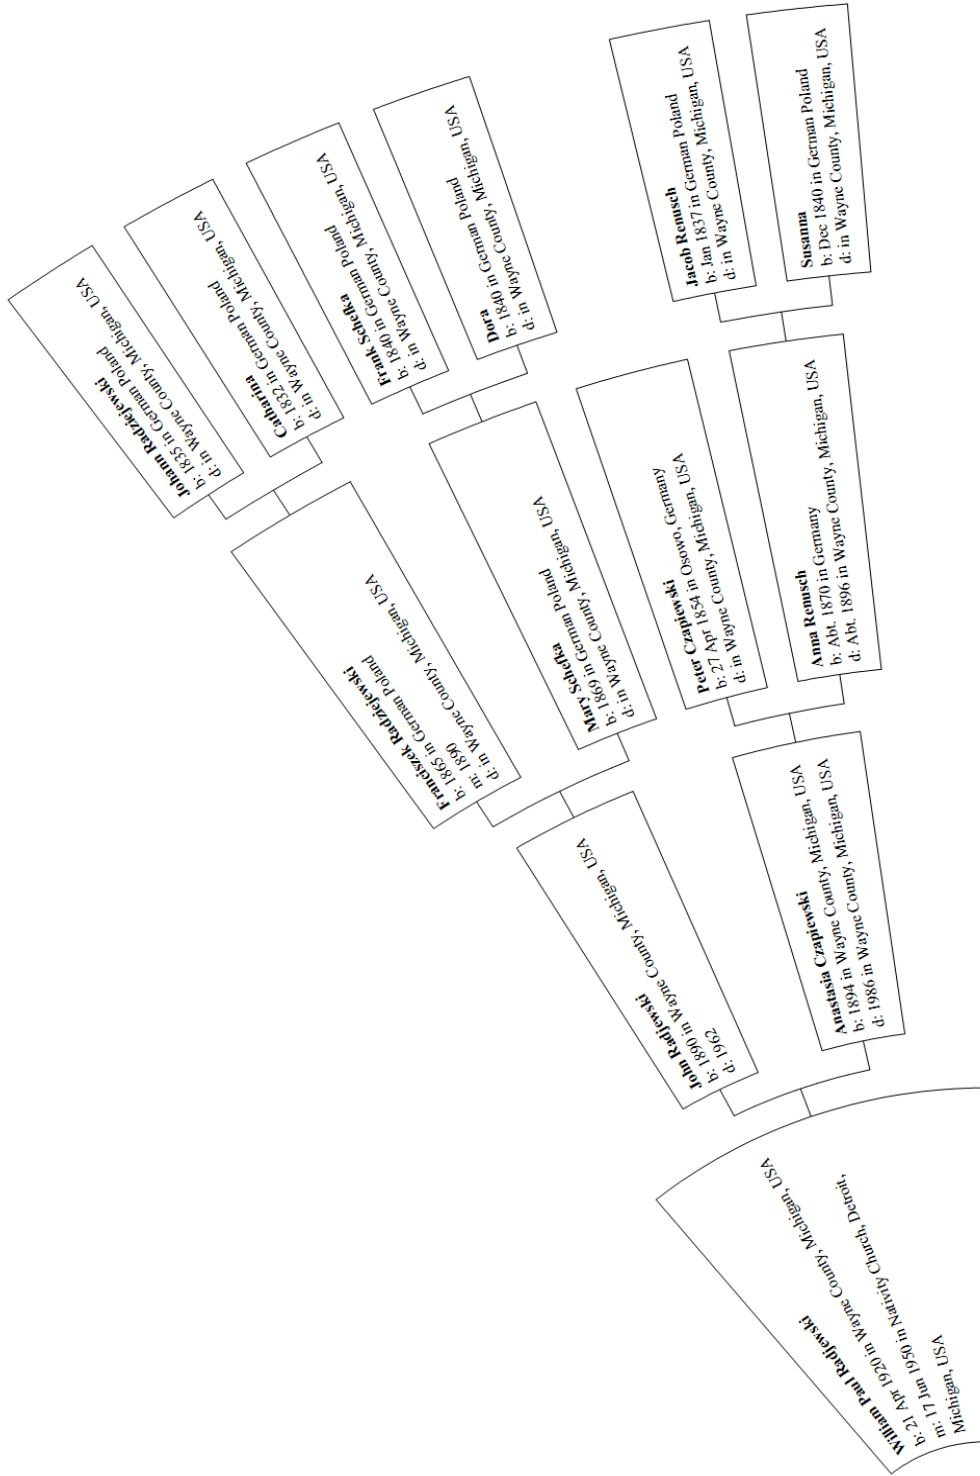 Johann Radziejewski
b: 1835 in German Poland
d: in Wayne County, Michigan, USA
Catharina
b: 1832 in German Poland
d: in Wayne County, Michigan, USA
Frank Schefka
b: 1840 in German Poland
d: in Wayne County, Michigan, USA
Dora
b: 1840 in German Poland
d: in Wayne County, Michigan, USA
Jacob Renusch
b: Jan 1837 in German Poland
d: in Wayne County, Michigan, USA
Susanna
b: Dec 1840 in German Poland
d: in Wayne County, Michigan, USA
Franciszek Radziejewski
b: 1865 in German Poland
m: 1890
d: in Wayne County, Michigan, USA
Mary Schefka
b: 1869 in German Poland
d: in Wayne County, Michigan, USA
Peter Czapiewski
b: 27 Apr 1854 in Osowo, Germany
d: in Wayne County, Michigan, USA
Anna Renusch
b: Abt. 1870 in Germany
d: Abt. 1896 in Wayne County, Michigan, USA
John Radjewski
b: 1890 in Wayne County, Michigan, USA
d: 1962
Anastasia Czapiewski
b: 1894 in Wayne County, Michigan, USA
d: 1986 in Wayne County, Michigan, USA
William Paul Radjewski
b: 21 Apr 1920 in Wayne County, Michigan, USA
m: 17 Jun 1950 in Nativity Church, Detroit,
Michigan, USA